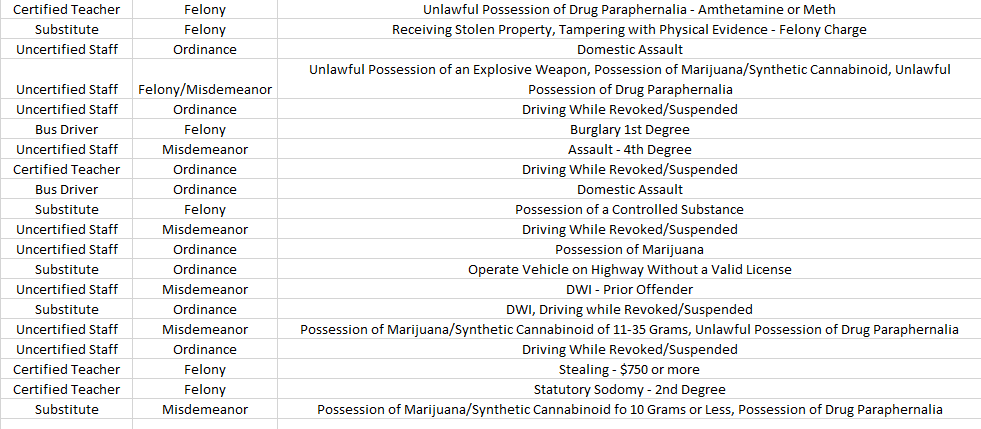 Certified Teacher Felony Unlawful Possession of Drug Paraphernalia - Amthetamine or Meth
Substitute Felony Receiving Stolen Property, Tampering with Physical Evidence - Felony Charge
Uncertified Staff Ordinance Domestic Assault
Unlawful Possession of an Explosive Weapon, Possession of Marijuana/Synthetic Cannabinoid, Unlawful
Uncertified Staff Felony/Misdemeanor Possession of Drug Paraphernalia
Uncertified Staff Ordinance Driving While Revoked/Suspended
Bus Driver Felony Burglary 1st Degree
Uncertified Staff Misdemeanor Assault - 4th Degree
Certified Teacher Ordinance Driving While Revoked/Suspended
Bus Driver Ordinance Domestic Assault
Substitute Felony Possession of a Controlled Substance
Uncertified Staff Misdemeanor Driving While Revoked/Suspended
Uncertified Staff Ordinance Possession of Marijuana
Substitute Ordinance Operate Vehicle on Highway Without a Valid License
Uncertified Staff Misdemeanor DWI - Prior Offender
Substitute Ordinance DWI, Driving while Revoked/Suspended
Uncertified Staff Misdemeanor Possession of Marijuana/Synthetic Cannabinoid of 11-35 Grams, Unlawful Possession of Drug Paraphernalia
Uncertified Staff Ordinance Driving While Revoked/Suspended
Certified Teacher Felony Stealing - $750 or more
Certified Teacher Felony Statutory Sodomy - 2nd Degree
Substitute Misdemeanor Possession of Marijuana/Synthetic Cannabinoid fo 10 Grams or Less, Possession of Drug Paraphernalia